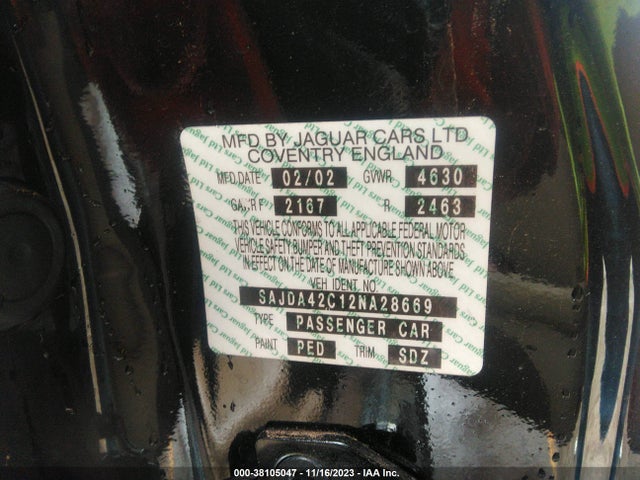 MFD BY JAGUAR CARS LTD
COVENTRY ENGLAND
MFD DATE 02/02 GVWR 4630
GAWR F 2167 R 2463
THIS VEHICLE CONFORMS TO ALL APPLICABLE FEDERAL MOTOR
VEHICLE SAFETY BUMPER AND THEFT PREVENTION STANDARDS
IN EFFECT ON THE DATE OF MANUFACTURE SHOWN ABOVE
VEH IDENT. NO.
SAJDA42C12NA28669
TYPE PASSENGER CAR
PAINT PED TRIM SDZ
000-38105047 - 11/16/2023 - IAA Inc.